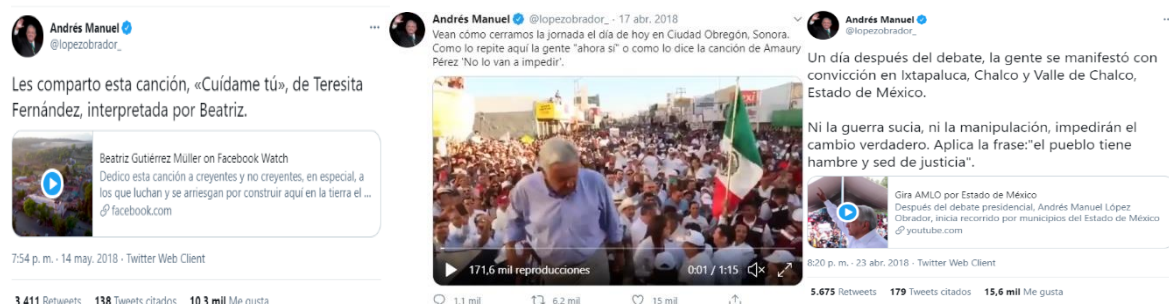 Andrés Manuel
@lopezobrador_
Les comparto esta canción, «Cuídame tú», de Teresita
Fernández, interpretada por Beatriz.
Beatriz Gutiérrez Müller on Facebook Watch
Dedico esta canción a creyentes y no creyentes, en especial, a
los que luchan y se arriesgan por construir aquí en la tierra el ...
facebook.com
7:54 p. m. · 14 may. 2018 · Twitter Web Client
3.411 Retweets 138 Tweets citados 10,3 mil Me gusta
Andrés Manuel @lopezobrador_ · 17 abr. 2018
Vean cómo cerramos la jornada el día de hoy en Ciudad Obregón, Sonora.
Como lo repite aquí la gente "ahora sí" o como lo dice la canción de Amaury
Pérez 'No lo van a impedir'.
171,6 mil reproducciones
0:01 / 1:15
1,1 mil 6,2 mil 15 mil
Andrés Manuel
@lopezobrador_
Un día después del debate, la gente se manifestó con
convicción en Ixtapaluca, Chalco y Valle de Chalco,
Estado de México.
Ni la guerra sucia, ni la manipulación, impedirán el
cambio verdadero. Aplica la frase:"el pueblo tiene
hambre y sed de justicia".
Gira AMLO por Estado de México
Después del debate presidencial, Andrés Manuel López
Obrador, inicia recorrido por municipios del Estado de México
youtube.com
8:20 p. m. · 23 abr. 2018 · Twitter Web Client
5.675 Retweets 179 Tweets citados 15,6 mil Me gusta